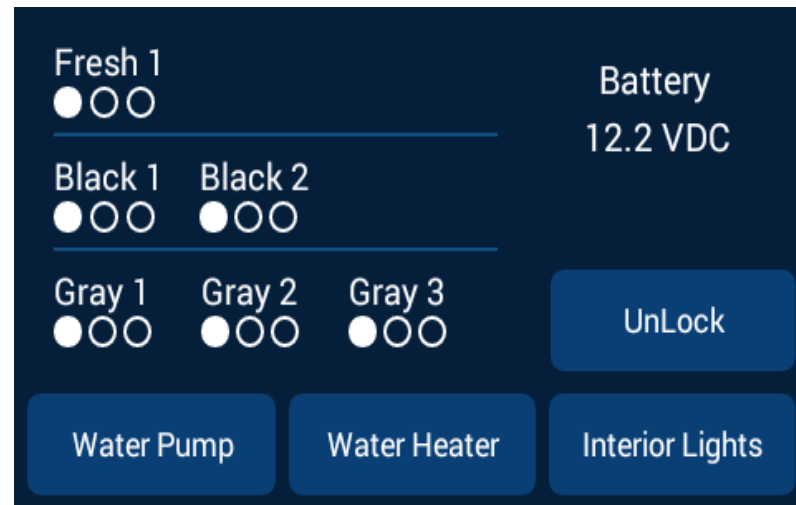 Fresh 1
Battery
12.2 VDC
Black 1 Black 2
Gray 1 Gray 2 Gray 3
UnLock
Water Pump Water Heater Interior Lights